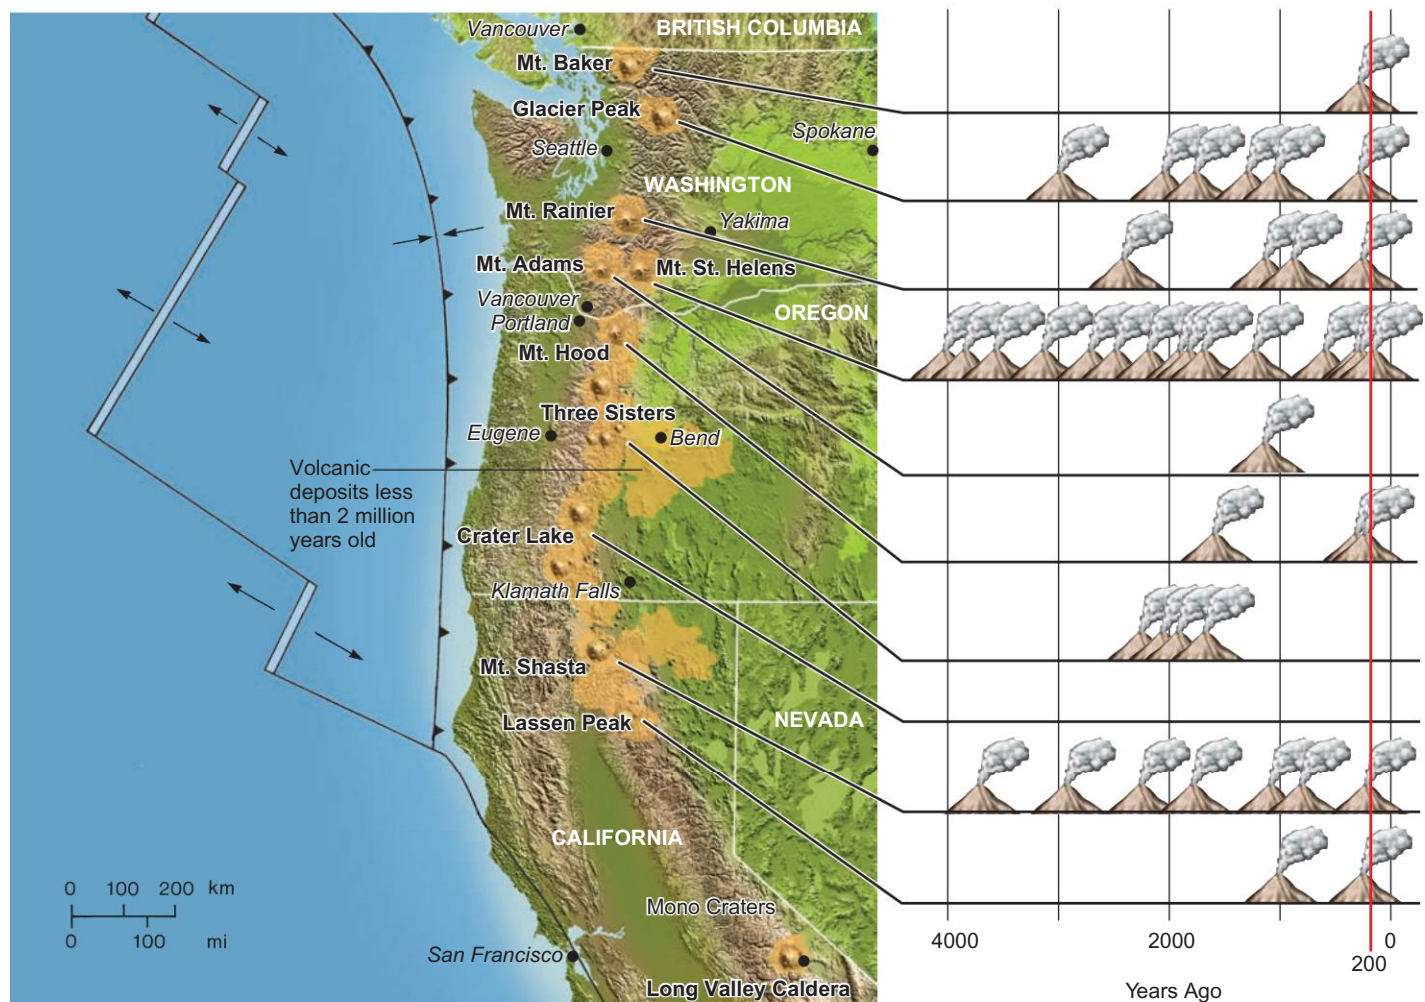 Vancouver
BRITISH COLUMBIA
Mt. Baker
Glacier Peak
Spokane
Seattle
WASHINGTON
Mt. Rainier
Yakima
Mt. Adams
Mt. St. Helens
Vancouver
OREGON
Portland
Mt. Hood
Three Sisters
Eugene
Bend
Volcanic
deposits less
than 2 million
years old
Crater Lake
Klamath Falls
Mt. Shasta
Lassen Peak
NEVADA
CALIFORNIA
0 100 200 km
0 100
mi
Mono Craters
San Francisco
Long Valley Caldera
4000 2000 0
200
Years Ago